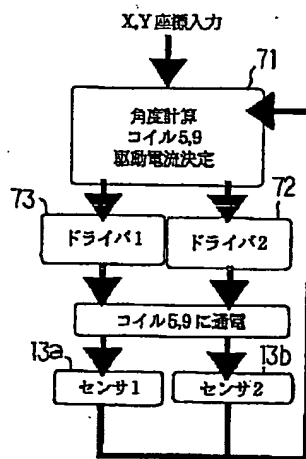 X,Y座標入力
71
角度計算
コイル5,9
駆動電流決定
73
72
ドライバ1
ドライバ2
コイル5,9に通電
13a
13b
センサ1
センサ2